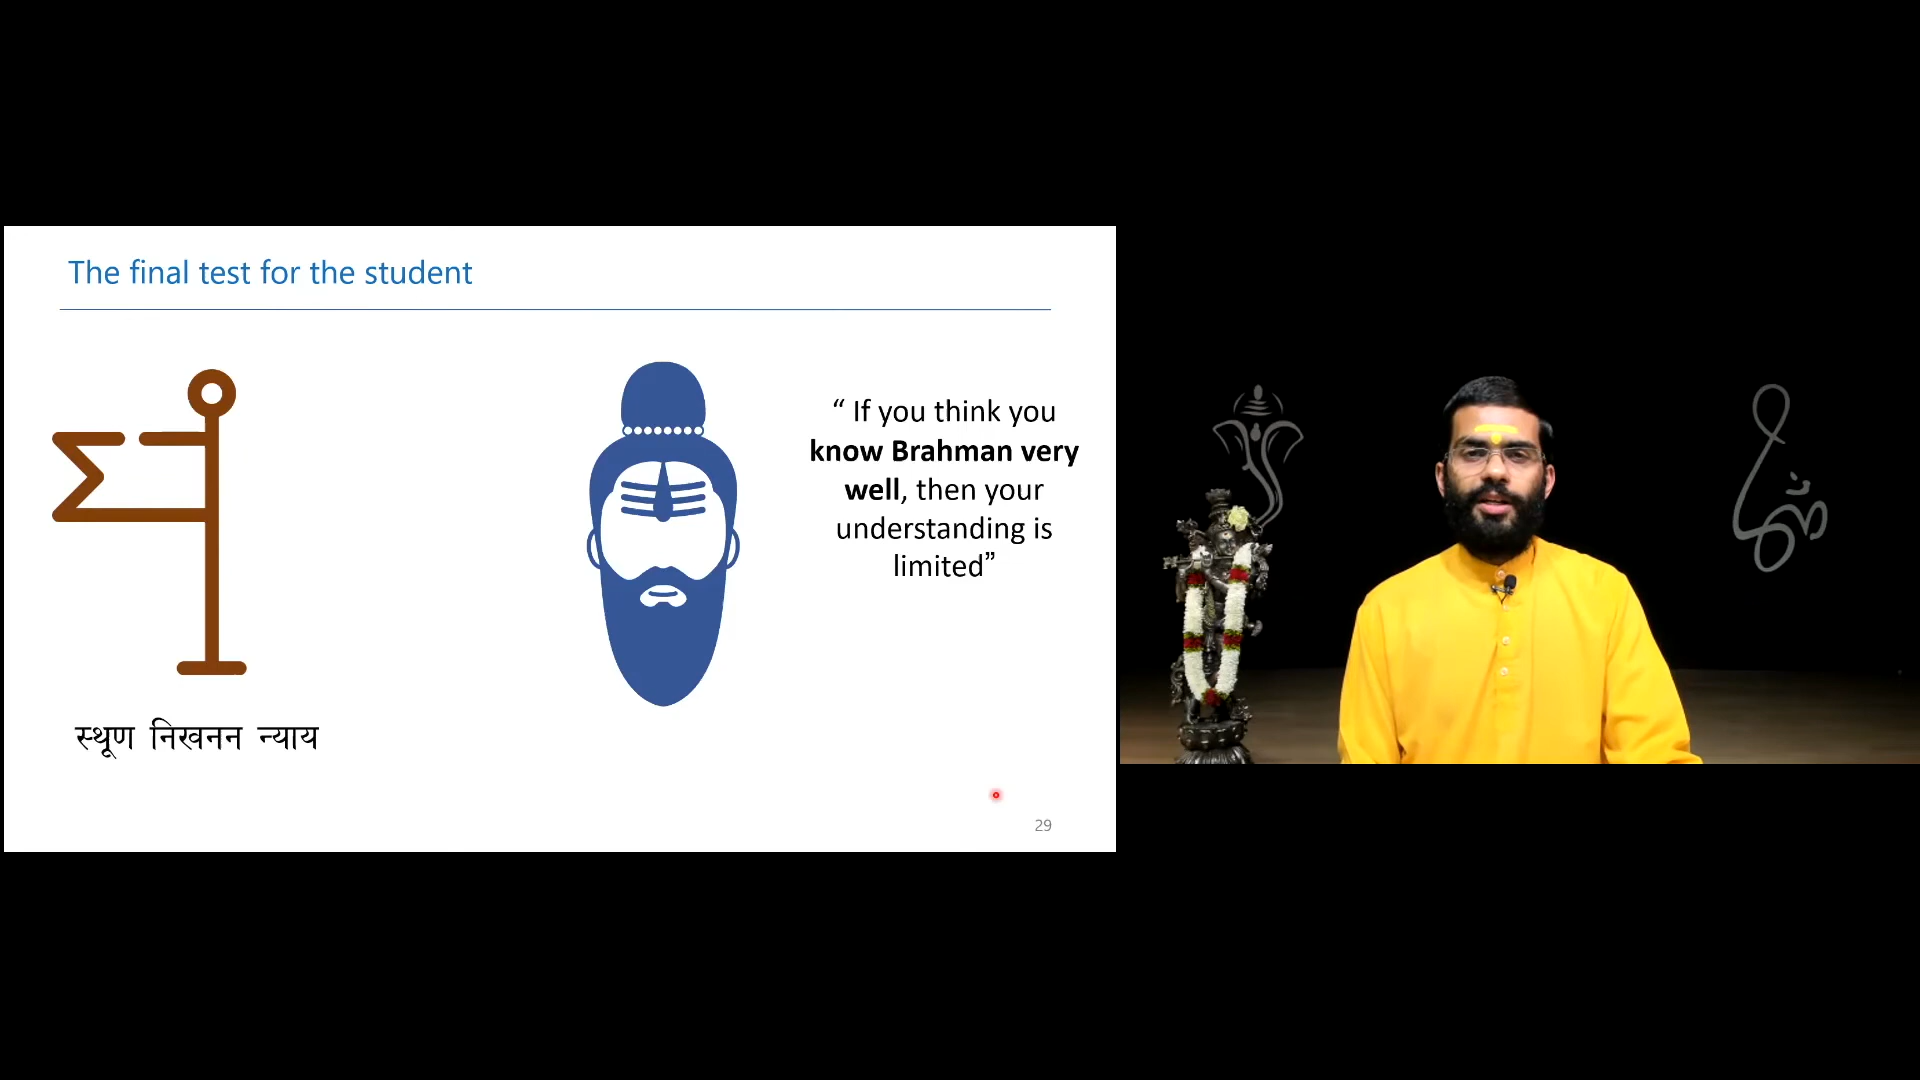 The final test for the student
“ If you think you
know Brahman very
well, then your
understanding is
limited”
स्थूण निखनन न्याय
29